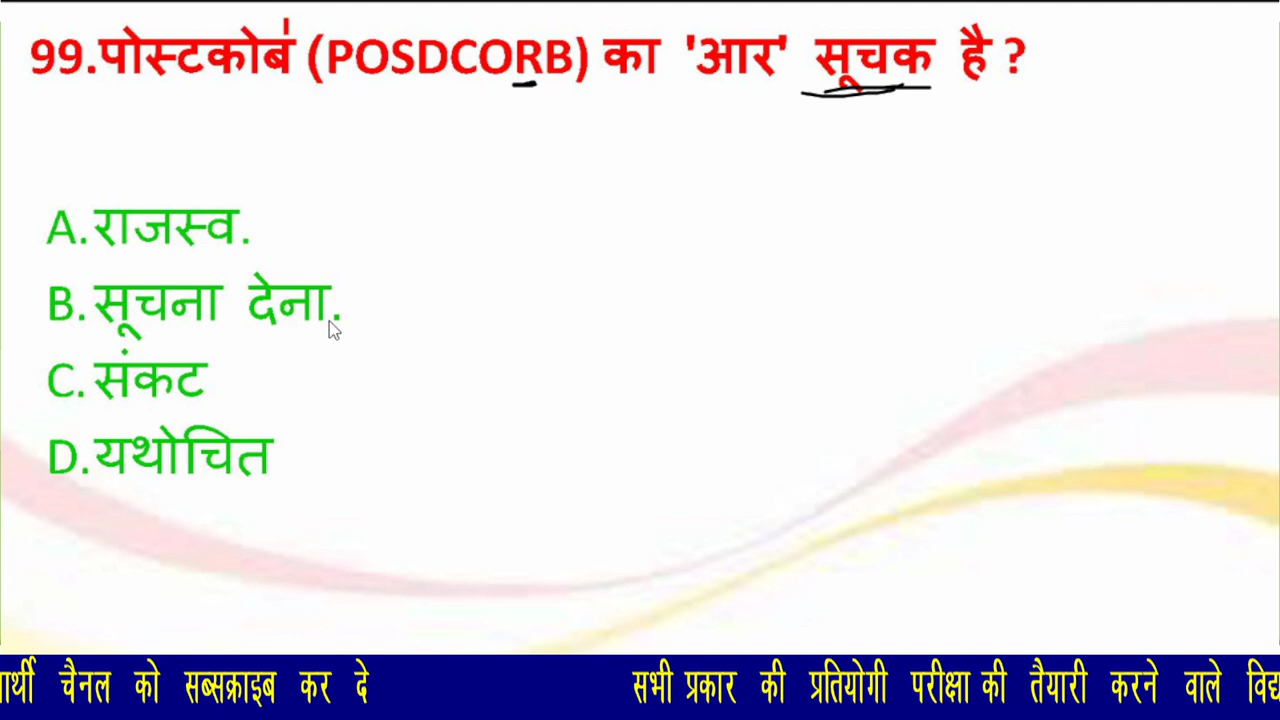 99.पोस्टकोर्ब (POSDCORB) का 'आर' सूचक है ?
A.राजस्व.
B.सूचना देना.
C.संकट
D.यथोचित
चैनल को सब्सक्राइब कर दे सभी प्रकार की प्रतियोगी परीक्षा की तैयारी करने वाले